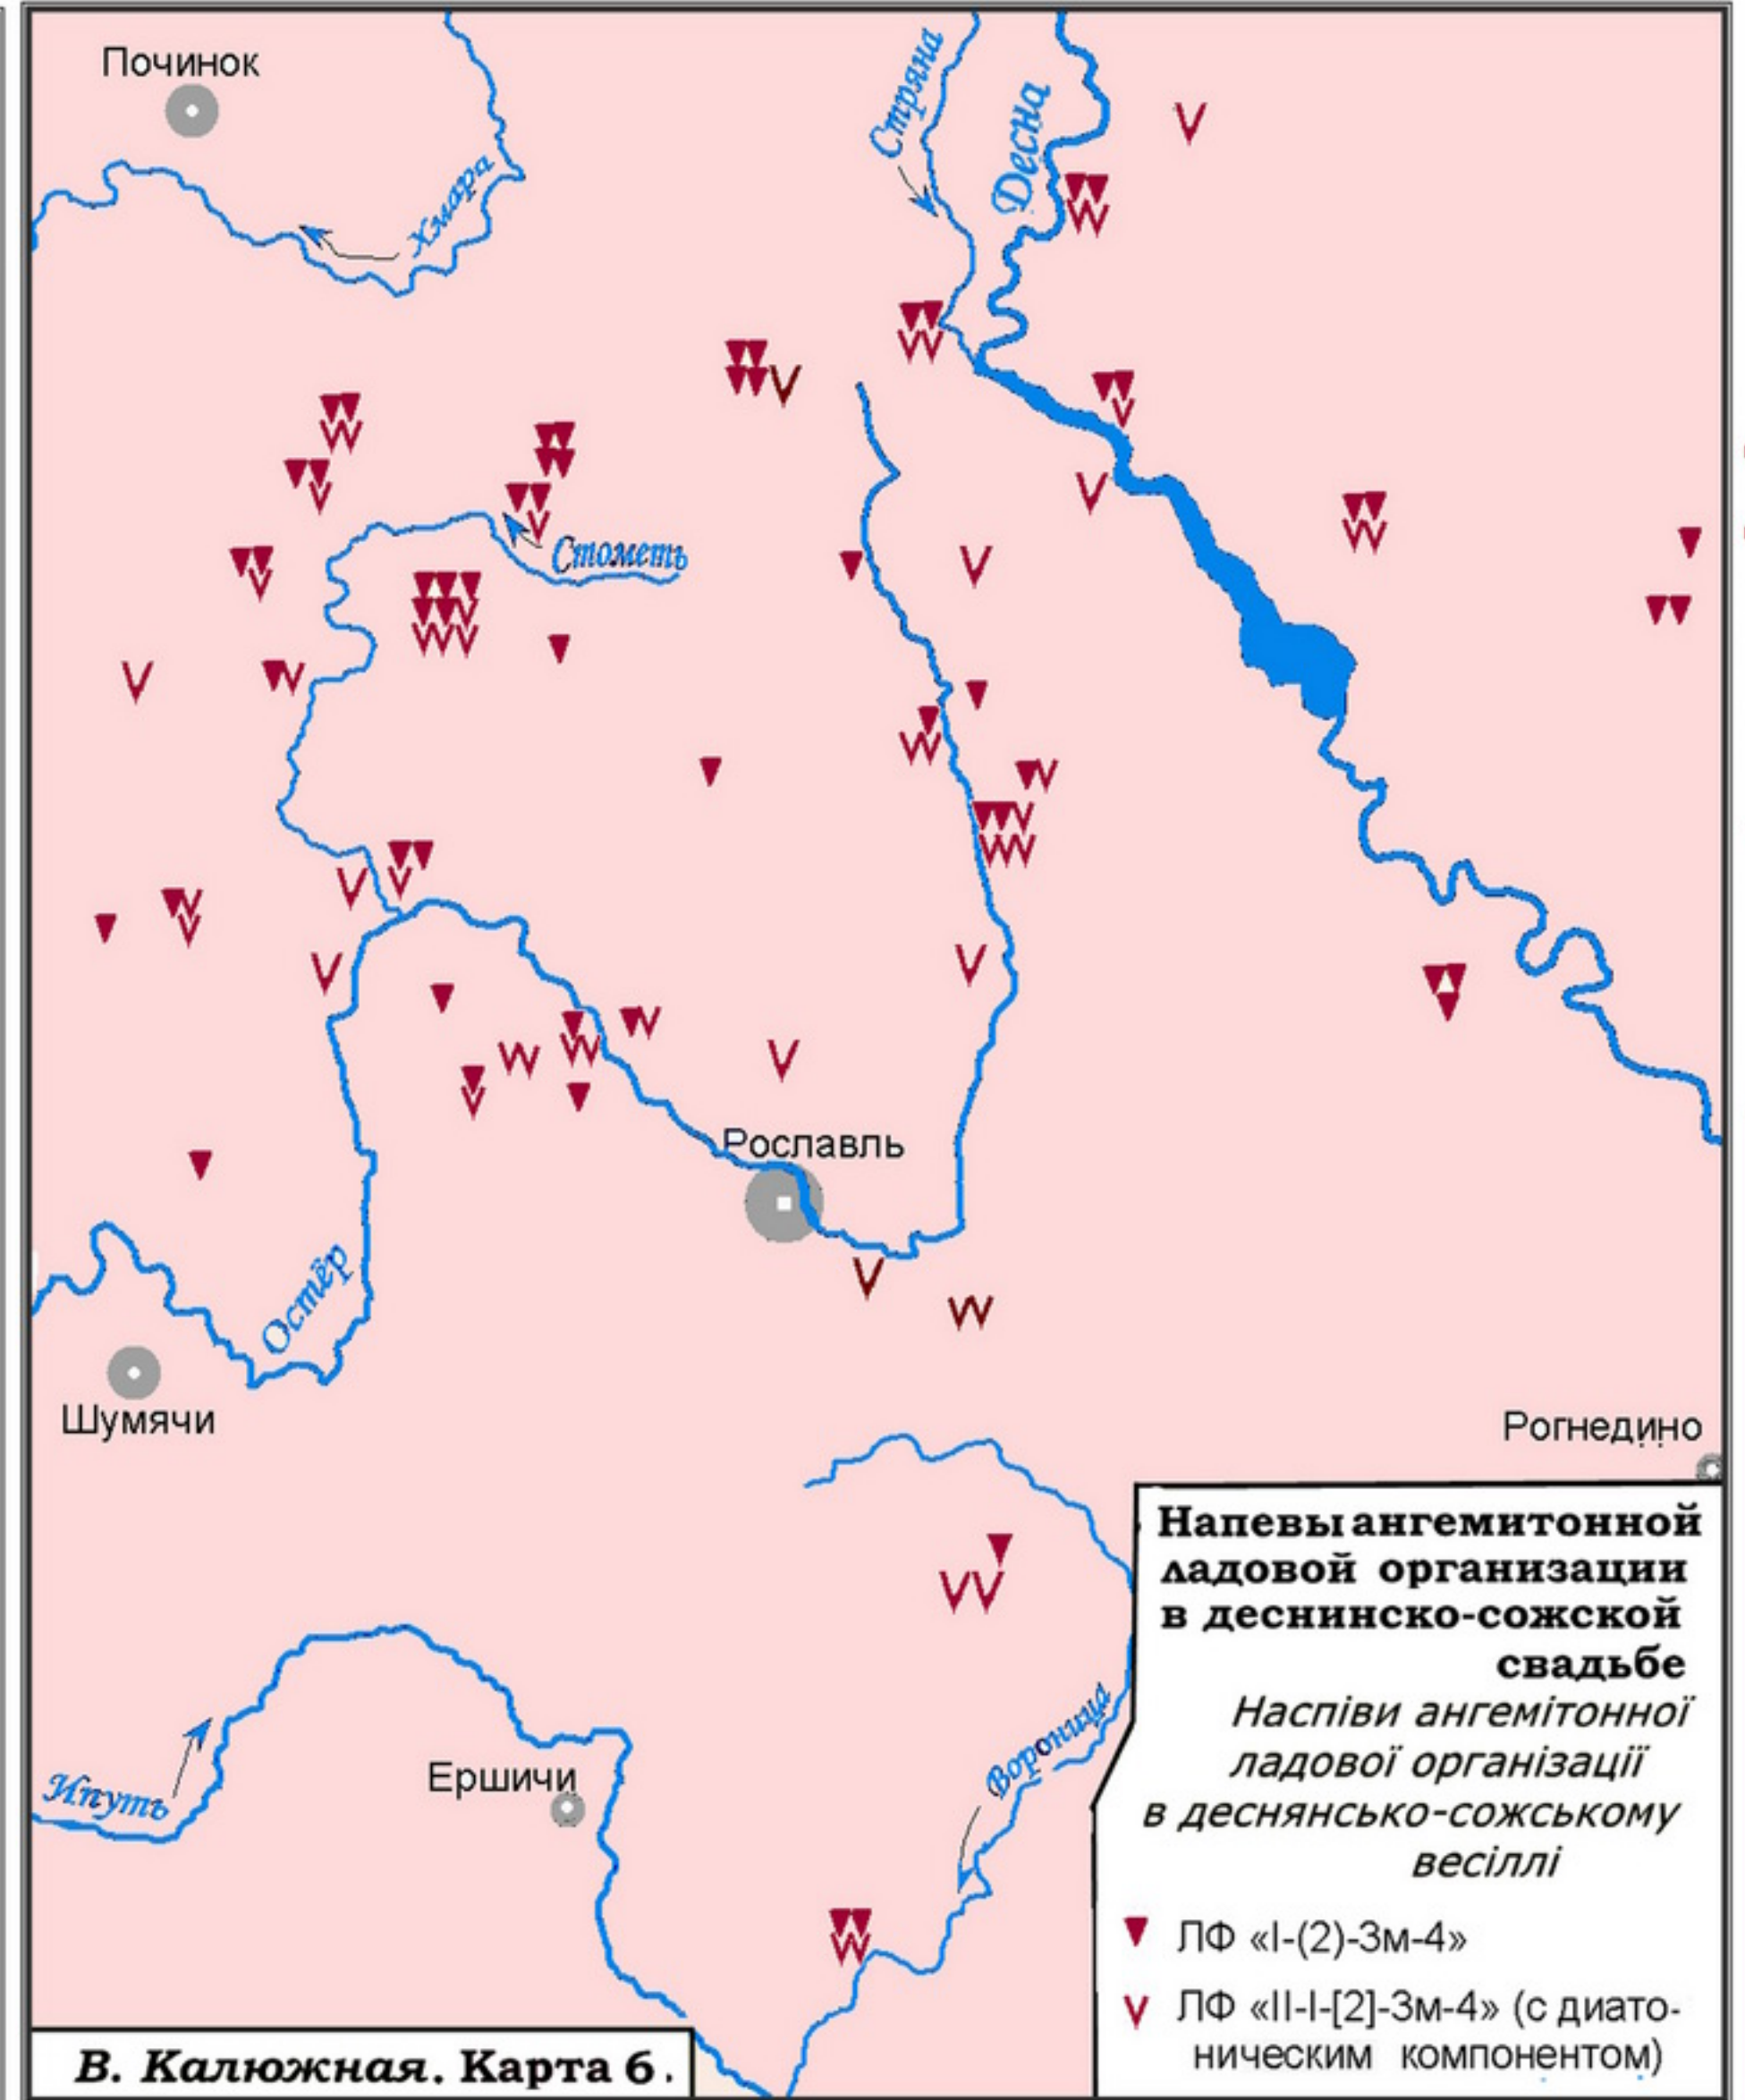 Починок
Стряна
Десна
Хмара
Стометь
Рославль
Остёр
Шумячи
Рогнедино
Напевы ангемитонной
ладовой организации
в деснинско-сожской
свадьбе
Наспіви ангемітонної
ладової організації
в деснянсько-сожському
весіллі
Вороница
Ершичи
Ипуть
ЛФ «I-(2)-3м-4»
ЛФ «II-I-[2]-3м-4» (с диато-
ническим компонентом)
В. Калюжная. Карта 6.